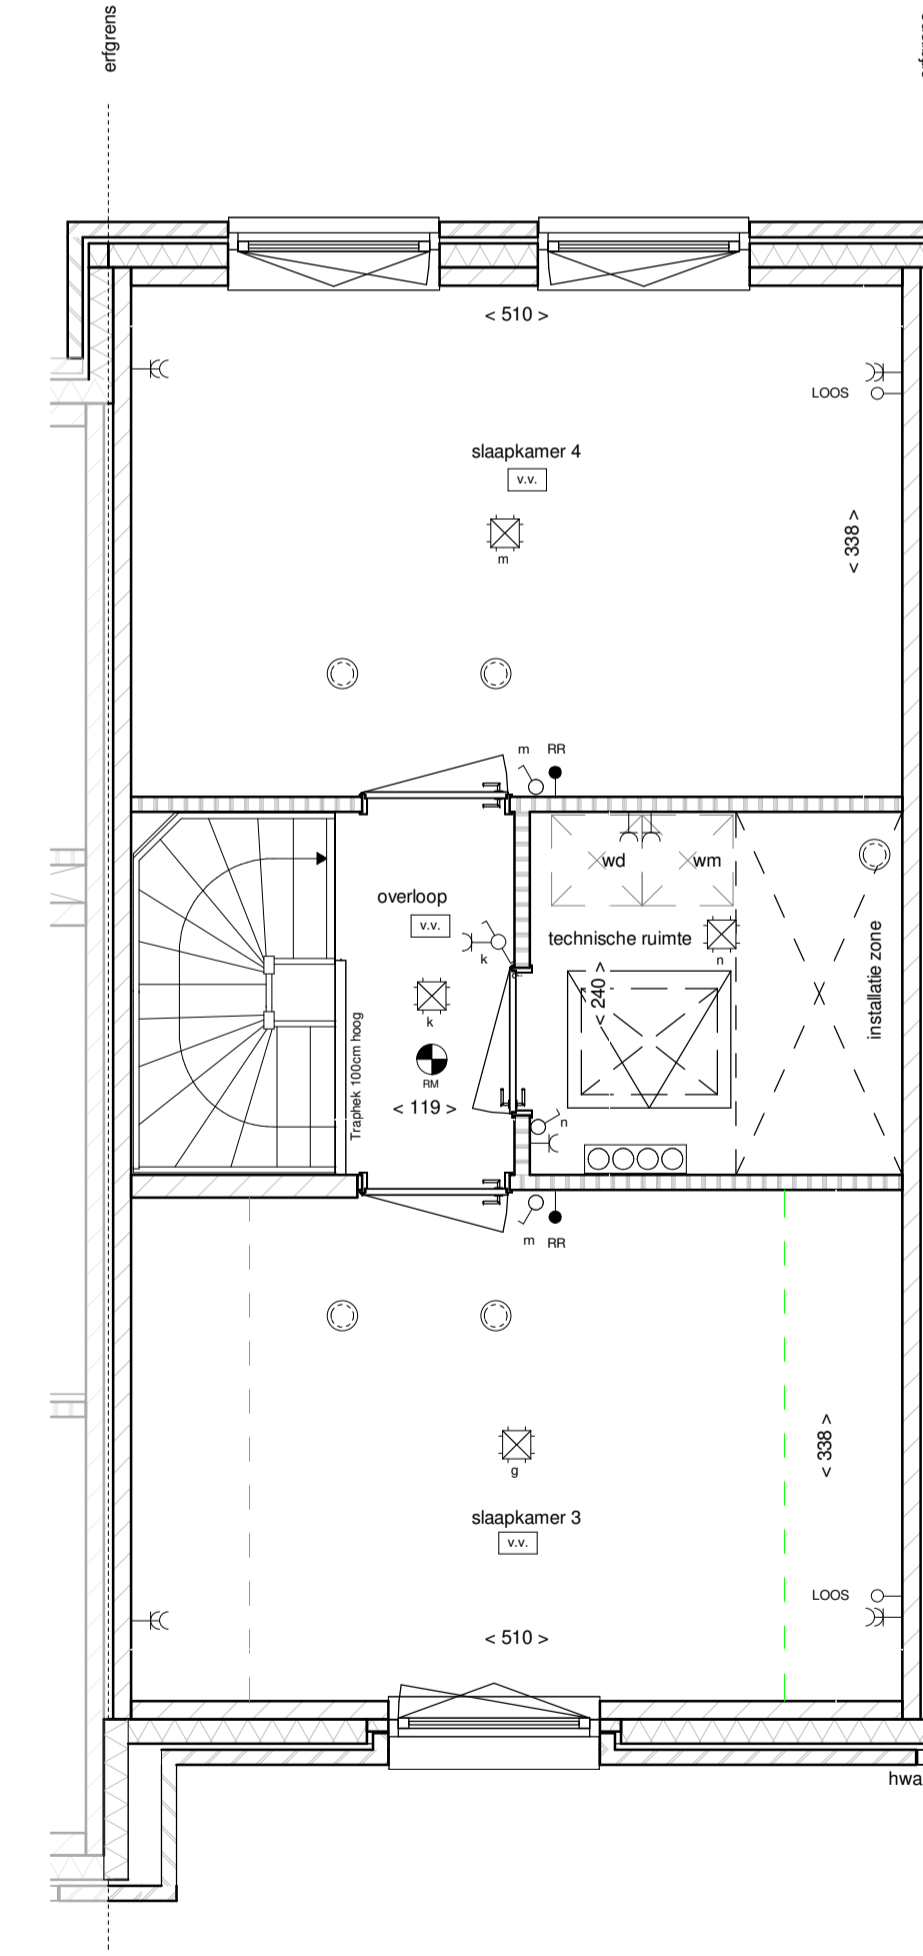 erfgrens
< 510 >
LOOS
slaapkamer 4
v.v.
< 338 >
m
m RR
wd wm
overloop
v.v.
k
technische ruimte
n
< 240 >
installatie zone
k
RM
Traphek 100cm hoog
< 119 >
n
m RR
g
< 338 >
slaapkamer 3
v.v.
LOOS
< 510 >
hwa